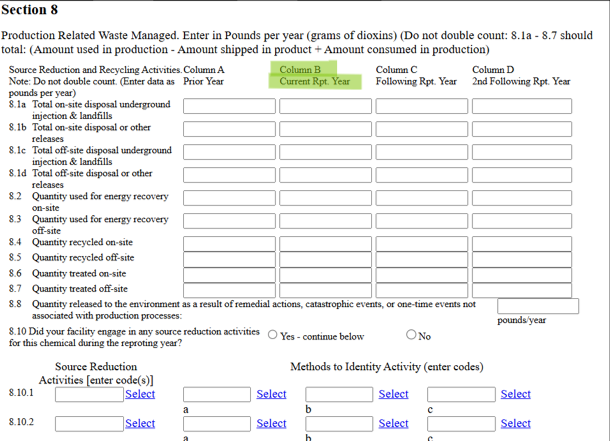 Section 8
Production Related Waste Managed. Enter in Pounds per year (grams of dioxins) (Do not double count: 8.1a - 8.7 should
total: (Amount used in production - Amount shipped in product + Amount consumed in production)
Source Reduction and Recycling Activities. Column A Column B Column C Column D
Note: Do not double count. (Enter data as Prior Year Current Rpt. Year Following Rpt. Year 2nd Following Rpt. Year
pounds per year)
8.1a Total on-site disposal underground
injection & landfills
8.1b Total on-site disposal or other
releases
8.1c Total off-site disposal underground
injection & landfills
8.1d Total off-site disposal or other
releases
8.2 Quantity used for energy recovery
on-site
8.3 Quantity used for energy recovery
off-site
8.4 Quantity recycled on-site
8.5 Quantity recycled off-site
8.6 Quantity treated on-site
8.7 Quantity treated off-site
8.8 Quantity released to the environment as a result of remedial actions, catastrophic events, or one-time events not
associated with production processes:
pounds/year
8.10 Did your facility engage in any source reduction activities Yes - continue below No
for this chemical during the reproting year?
Source Reduction Methods to Identity Activity (enter codes)
Activities [enter code(s)]
8.10.1 Select Select Select Select
a b c
8.10.2 Select Select Select Select
a b c